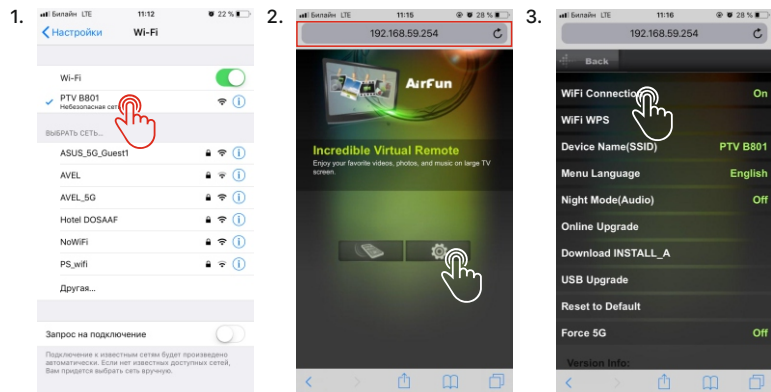 1.
Билайн LTE 11:12 22 %
Настройки Wi-Fi
Wi-Fi
PTV B801
Небезопасная сеть
ВЫБРАТЬ СЕТЬ...
ASUS_5G_Guest1
AVEL
AVEL_5G
Hotel DOSAAF
NoWiFi
PS_wifi
Другая...
Запрос на подключение
Подключение к известным сетям будет произведено
автоматически. Если нет известных доступных сетей,
Вам придется выбрать сеть вручную.
2.
Билайн LTE 11:15 28 %
192.168.59.254
AirFun
Incredible Virtual Remote
Enjoy your favorite videos, photos, and music on large TV
screen.
3.
Билайн LTE 11:16 28 %
192.168.59.254
Back
WiFi Connection On
WiFi WPS
Device Name(SSID) PTV B801
Menu Language English
Night Mode(Audio) Off
Online Upgrade
Download INSTALL_A
USB Upgrade
Reset to Default
Force 5G Off
Version Info: